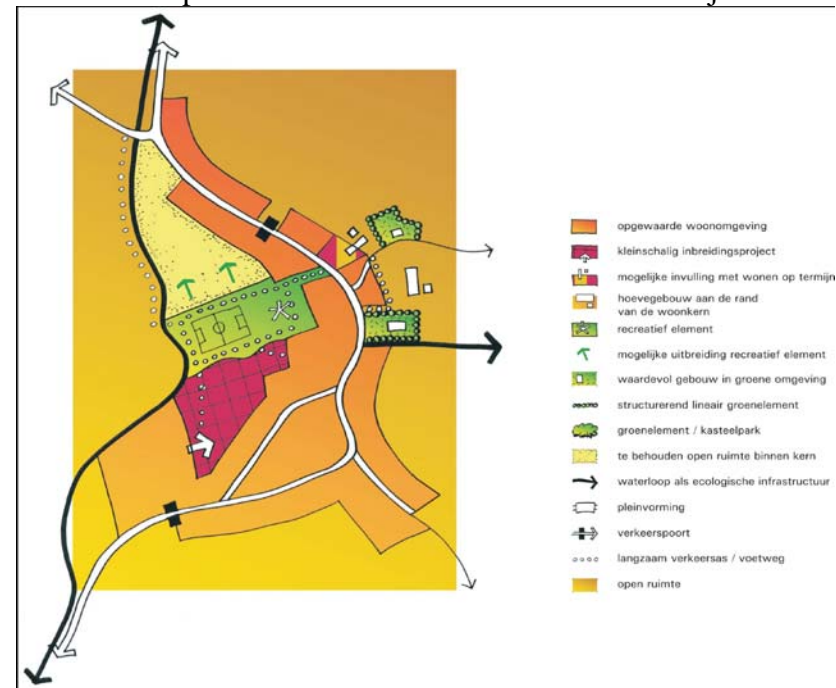 opgewaarde woonomgeving
kleinschalig inbreidingsproject
mogelijke invulling met wonen op termijn
hoevegebouw aan de rand
van de woonkern
recreatief element
mogelijke uitbreiding recreatief element
waardevol gebouw in groene omgeving
structurerend lineair groenelement
groenelement / kasteelpark
te behouden open ruimte binnen kern
waterloop als ecologische infrastructuur
pleinvorming
verkeerspoort
langzaam verkeersas / voetweg
open ruimte